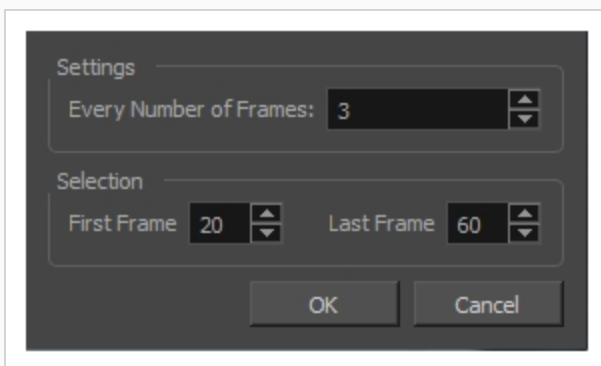 Settings
Every Number of Frames: 3
Selection
First Frame 20 Last Frame 60
OK Cancel